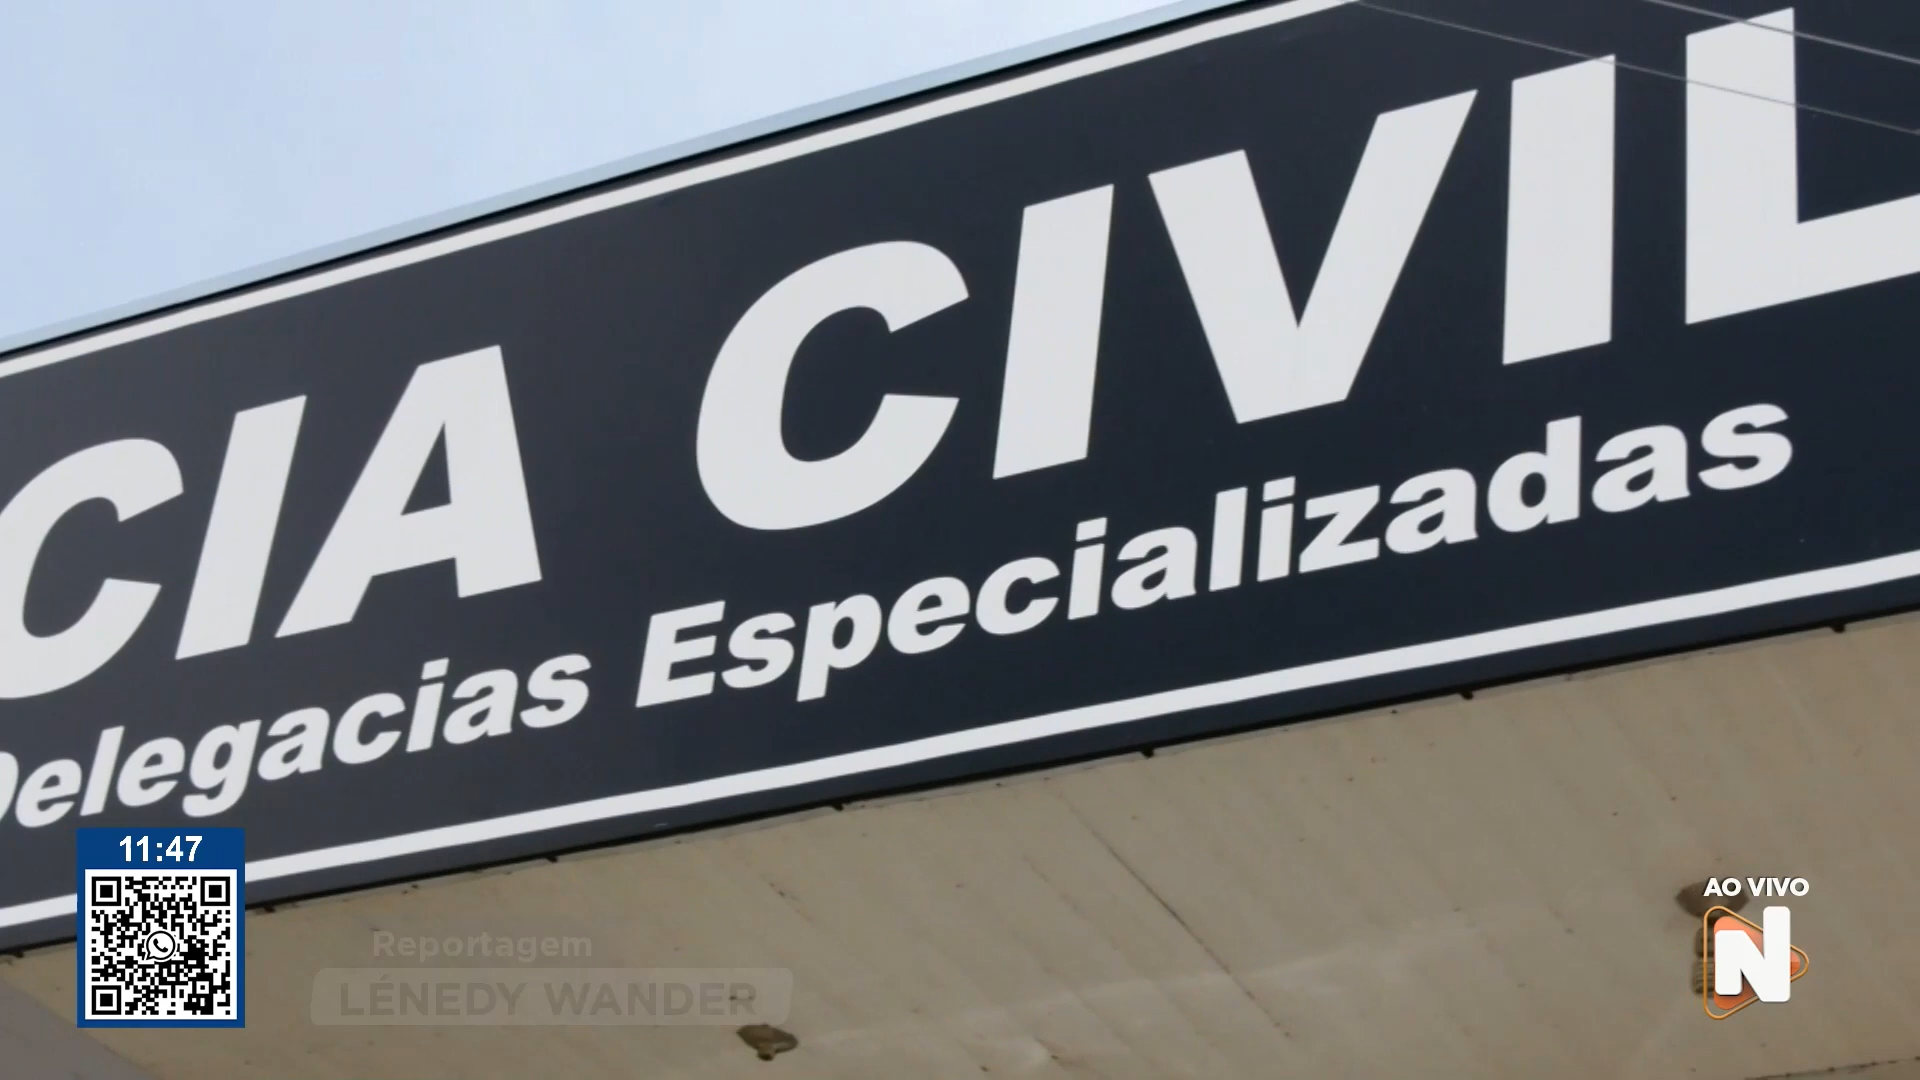 CIA CIVIL
Delegacias Especializadas
11:47
Reportagem
LÉNEDY WANDER
AO VIVO
N